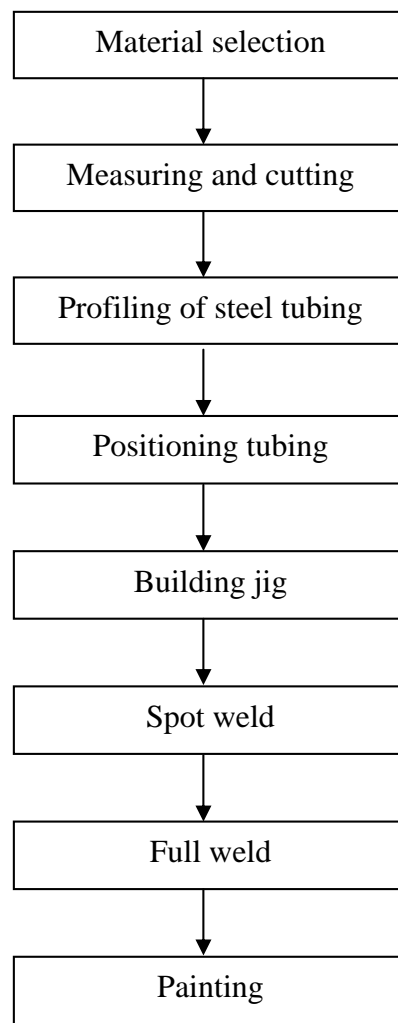 Material selection
Measuring and cutting
Profiling of steel tubing
Positioning tubing
Building jig
Spot weld
Full weld
Painting